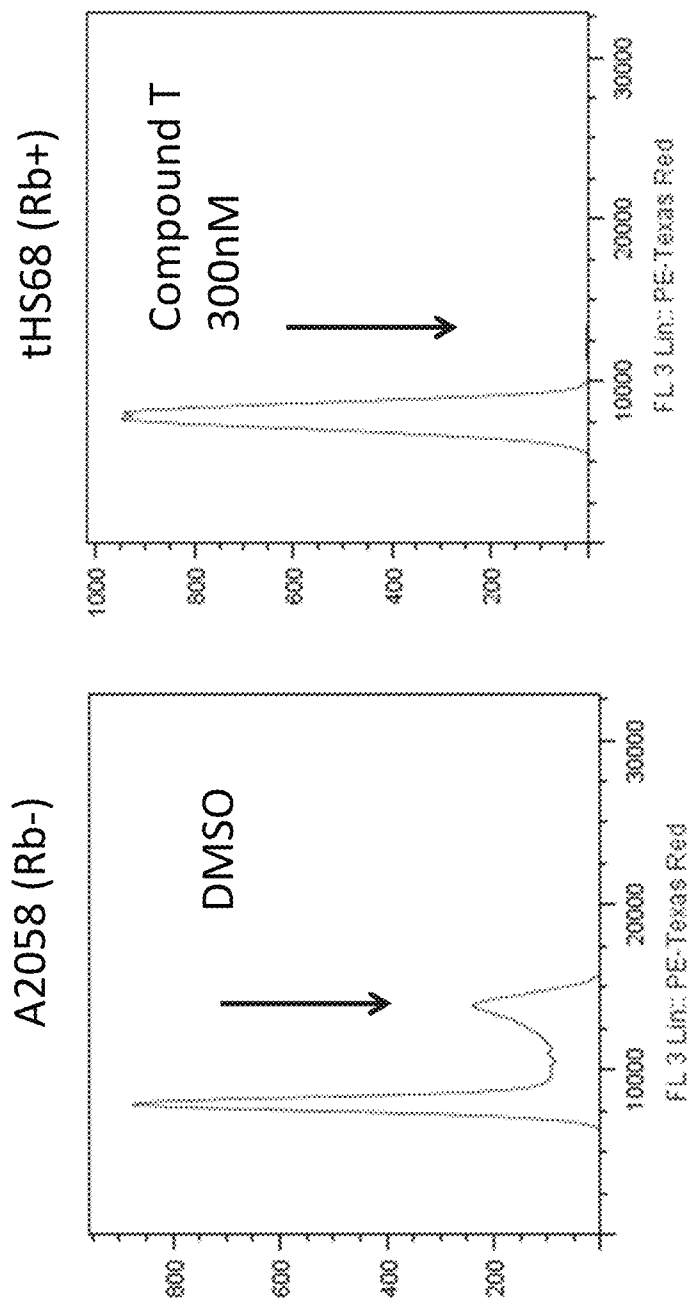 A2058 (Rb-)
DMSO
800
600
400
200
10000
20000
30000
FL 3 Lin:: PE-Texas Red
tHS68 (Rb+)
Compound T
300nM
1000
800
600
400
200
10000
20000
30000
FL 3 Lin:: PE-Texas Red